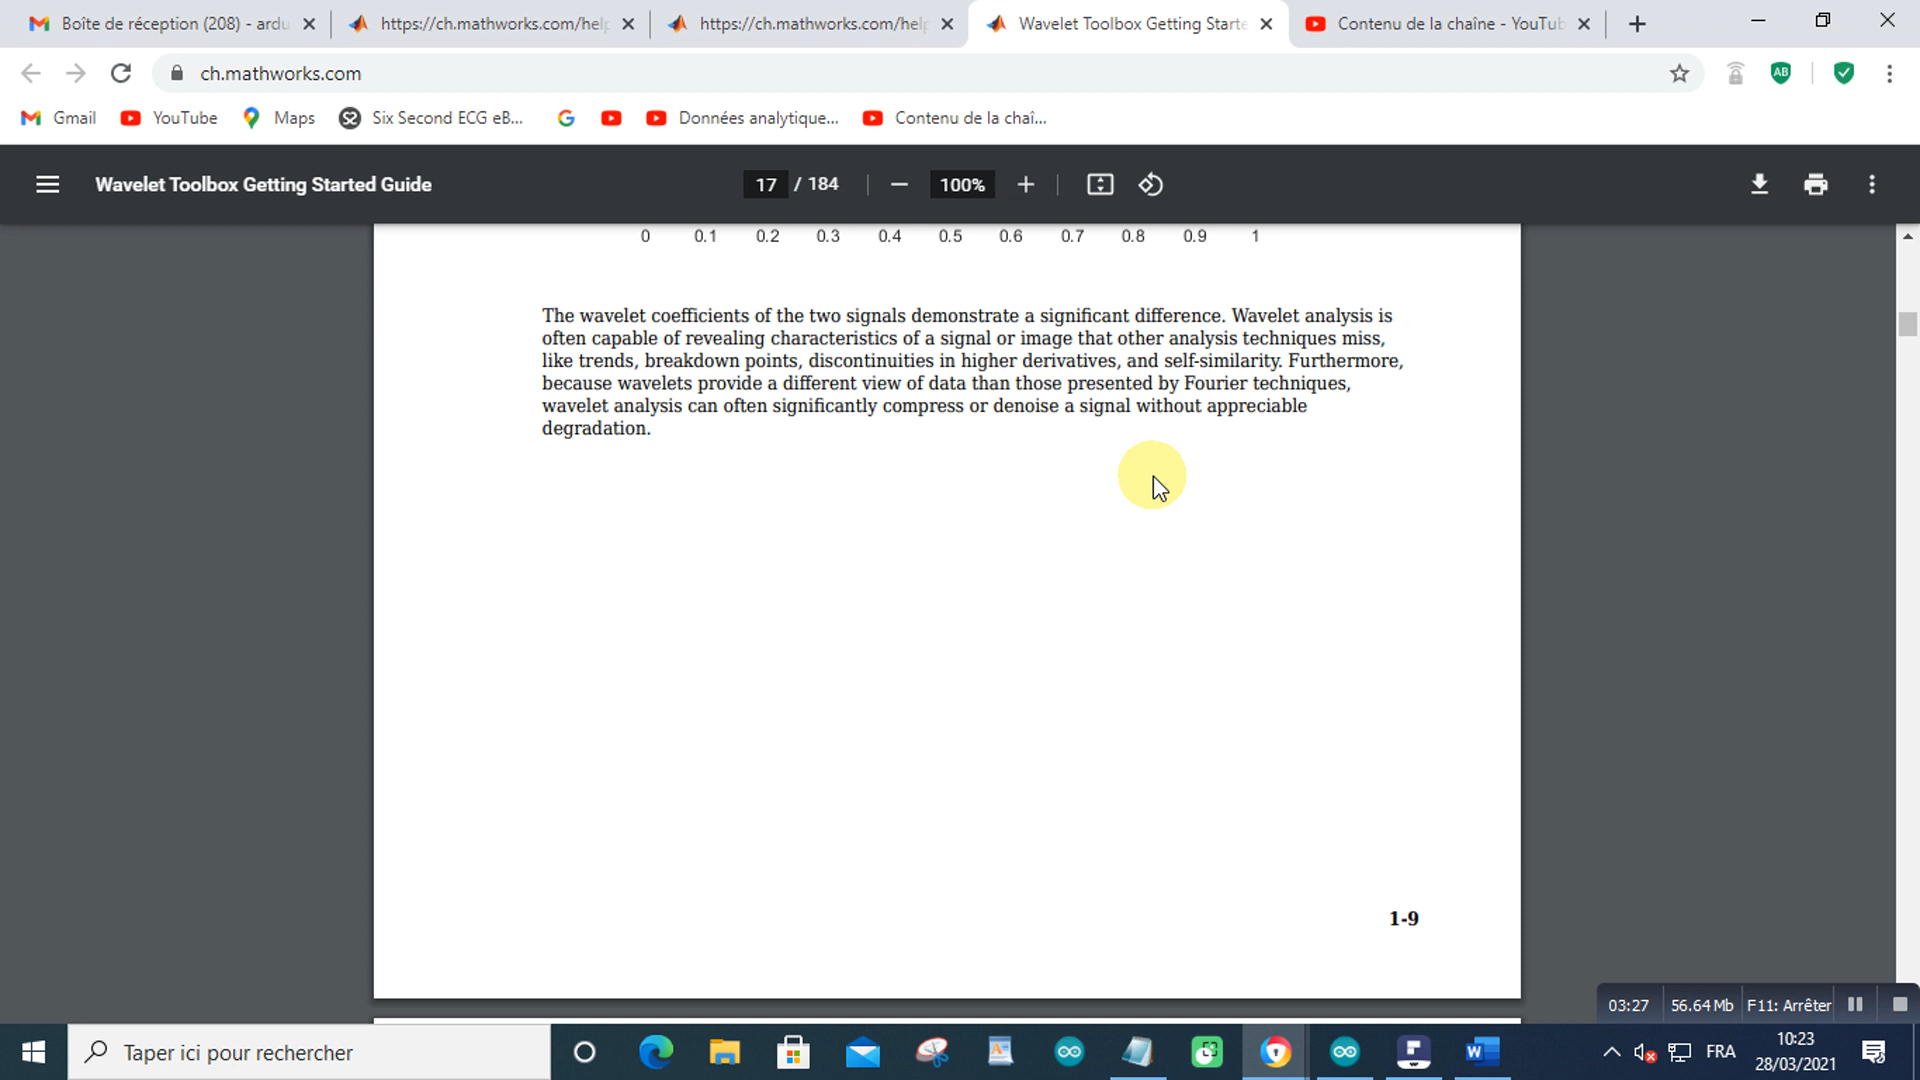 Boîte de réception (208) - ardu
https://ch.mathworks.com/help
https://ch.mathworks.com/help
Wavelet Toolbox Getting Starte
Contenu de la chaîne - YouTub
ch.mathworks.com
AB
Gmail
YouTube
Maps
Six Second ECG eB...
Données analytique...
Contenu de la chaî...
Wavelet Toolbox Getting Started Guide
17 / 184
100%
0 0.1 0.2 0.3 0.4 0.5 0.6 0.7 0.8 0.9 1
The wavelet coefficients of the two signals demonstrate a significant difference. Wavelet analysis is
often capable of revealing characteristics of a signal or image that other analysis techniques miss,
like trends, breakdown points, discontinuities in higher derivatives, and self-similarity. Furthermore,
because wavelets provide a different view of data than those presented by Fourier techniques,
wavelet analysis can often significantly compress or denoise a signal without appreciable
degradation.
1-9
03:27
56.64 Mb
F11: Arrêter
Taper ici pour rechercher
FRA
10:23
28/03/2021